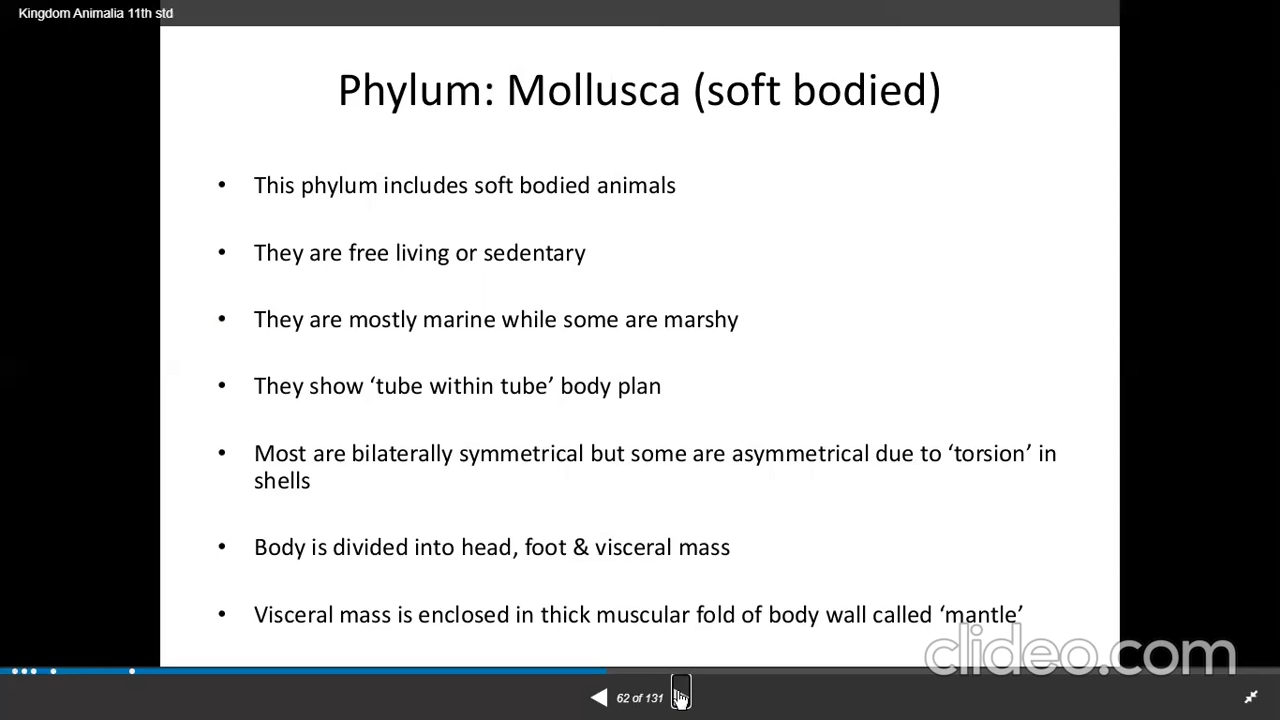 Kingdom Animalia 11th std
Phylum: Mollusca (soft bodied)
• This phylum includes soft bodied animals
• They are free living or sedentary
• They are mostly marine while some are marshy
• They show ‘tube within tube’ body plan
• Most are bilaterally symmetrical but some are asymmetrical due to ‘torsion’ in
shells
• Body is divided into head, foot & visceral mass
• Visceral mass is enclosed in thick muscular fold of body wall called ‘mantle’
clideo.com
62 of 131